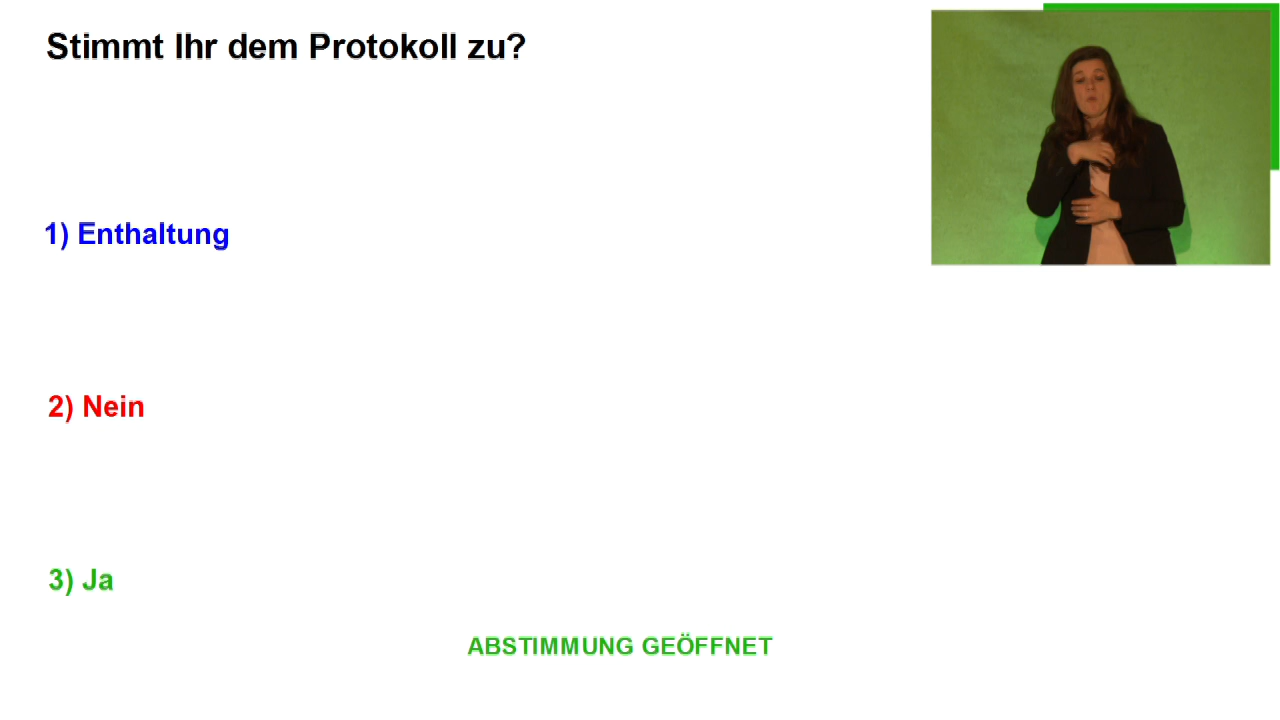 Stimmt Ihr dem Protokoll zu?
1) Enthaltung
2) Nein
3) Ja
ABSTIMMUNG GEÖFFNET